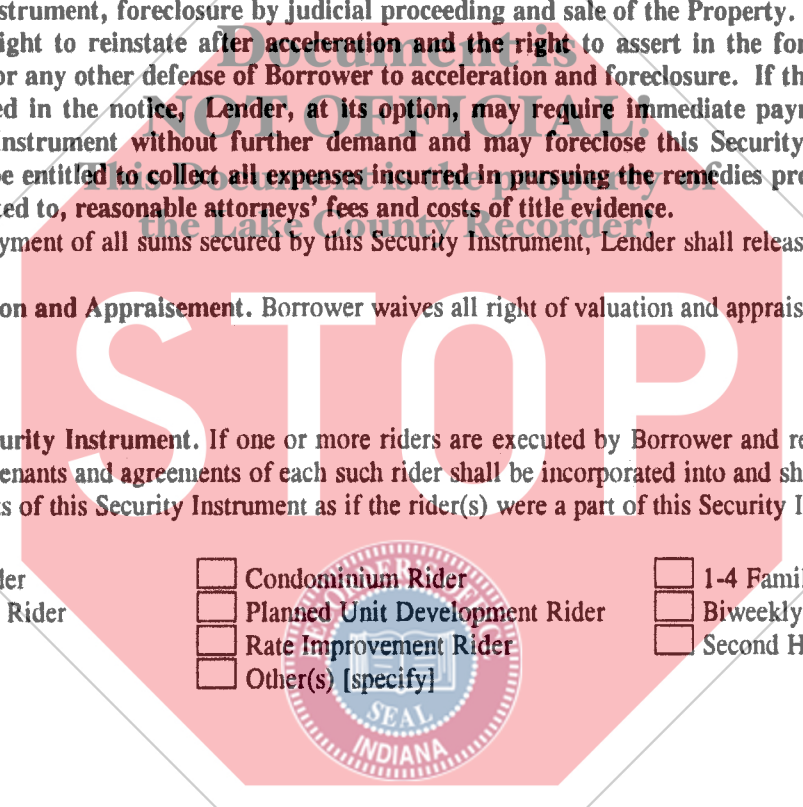 strument, foreclosure by judicial proceeding and sale of the Property.
ight to reinstate after acceleration and the right to assert in the for
or any other defense of Borrower to acceleration and foreclosure. If th
ed in the notice, Lender, at its option, may require immediate paym
nstrument without further demand and may foreclose this Security
be entitled to collect all expenses incurred in pursuing the remedies pro
ted to, reasonable attorneys' fees and costs of title evidence.
yment of all sums secured by this Security Instrument, Lender shall releas
on and Appraisement. Borrower waives all right of valuation and apprais
urity Instrument. If one or more riders are executed by Borrower and re
enants and agreements of each such rider shall be incorporated into and sh
ts of this Security Instrument as if the rider(s) were a part of this Security I
der
Condominium Rider
1-4 Famil
Rider
Planned Unit Development Rider
Biweekly
Rate Improvement Rider
Second H
Other(s) [specify]
Document is
NOT OFFICIAL!
This Document is the property of
the Lake County Recorder!
STOP
RECORDER'S OFFICE
SEAL
INDIANA